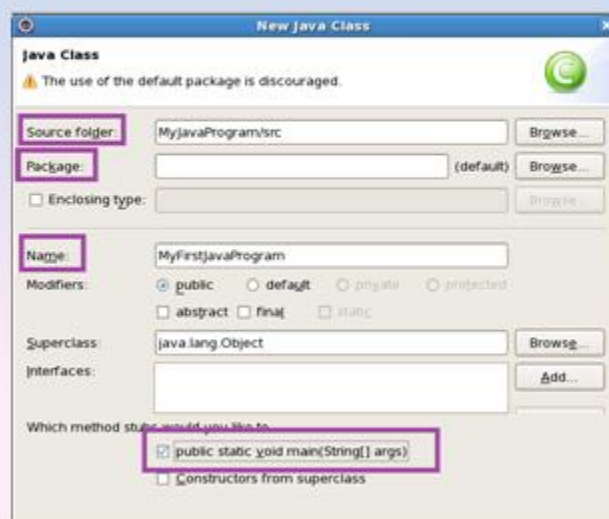 New Java Class
Java Class
The use of the default package is discouraged.
Source folder: MyJavaProgram/src Browse...
Package: (default) Browse...
Enclosing type: Browse...
Name: MyFirstJavaProgram
Modifiers: public default private protected
abstract final static
Superclass: java.lang.Object Browse...
Interfaces: Add...
Which method stubs would you like to
public static void main(String[] args)
Constructors from superclass